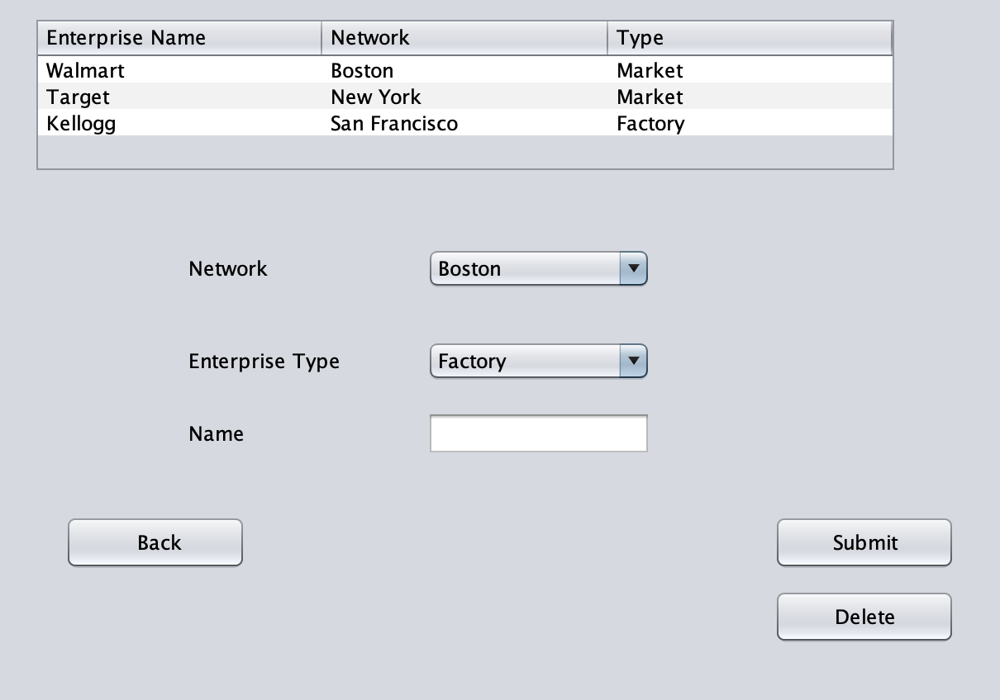 Enterprise Name Network Type
Walmart Boston Market
Target New York Market
Kellogg San Francisco Factory
Network Boston
Enterprise Type Factory
Name
Back Submit
Delete